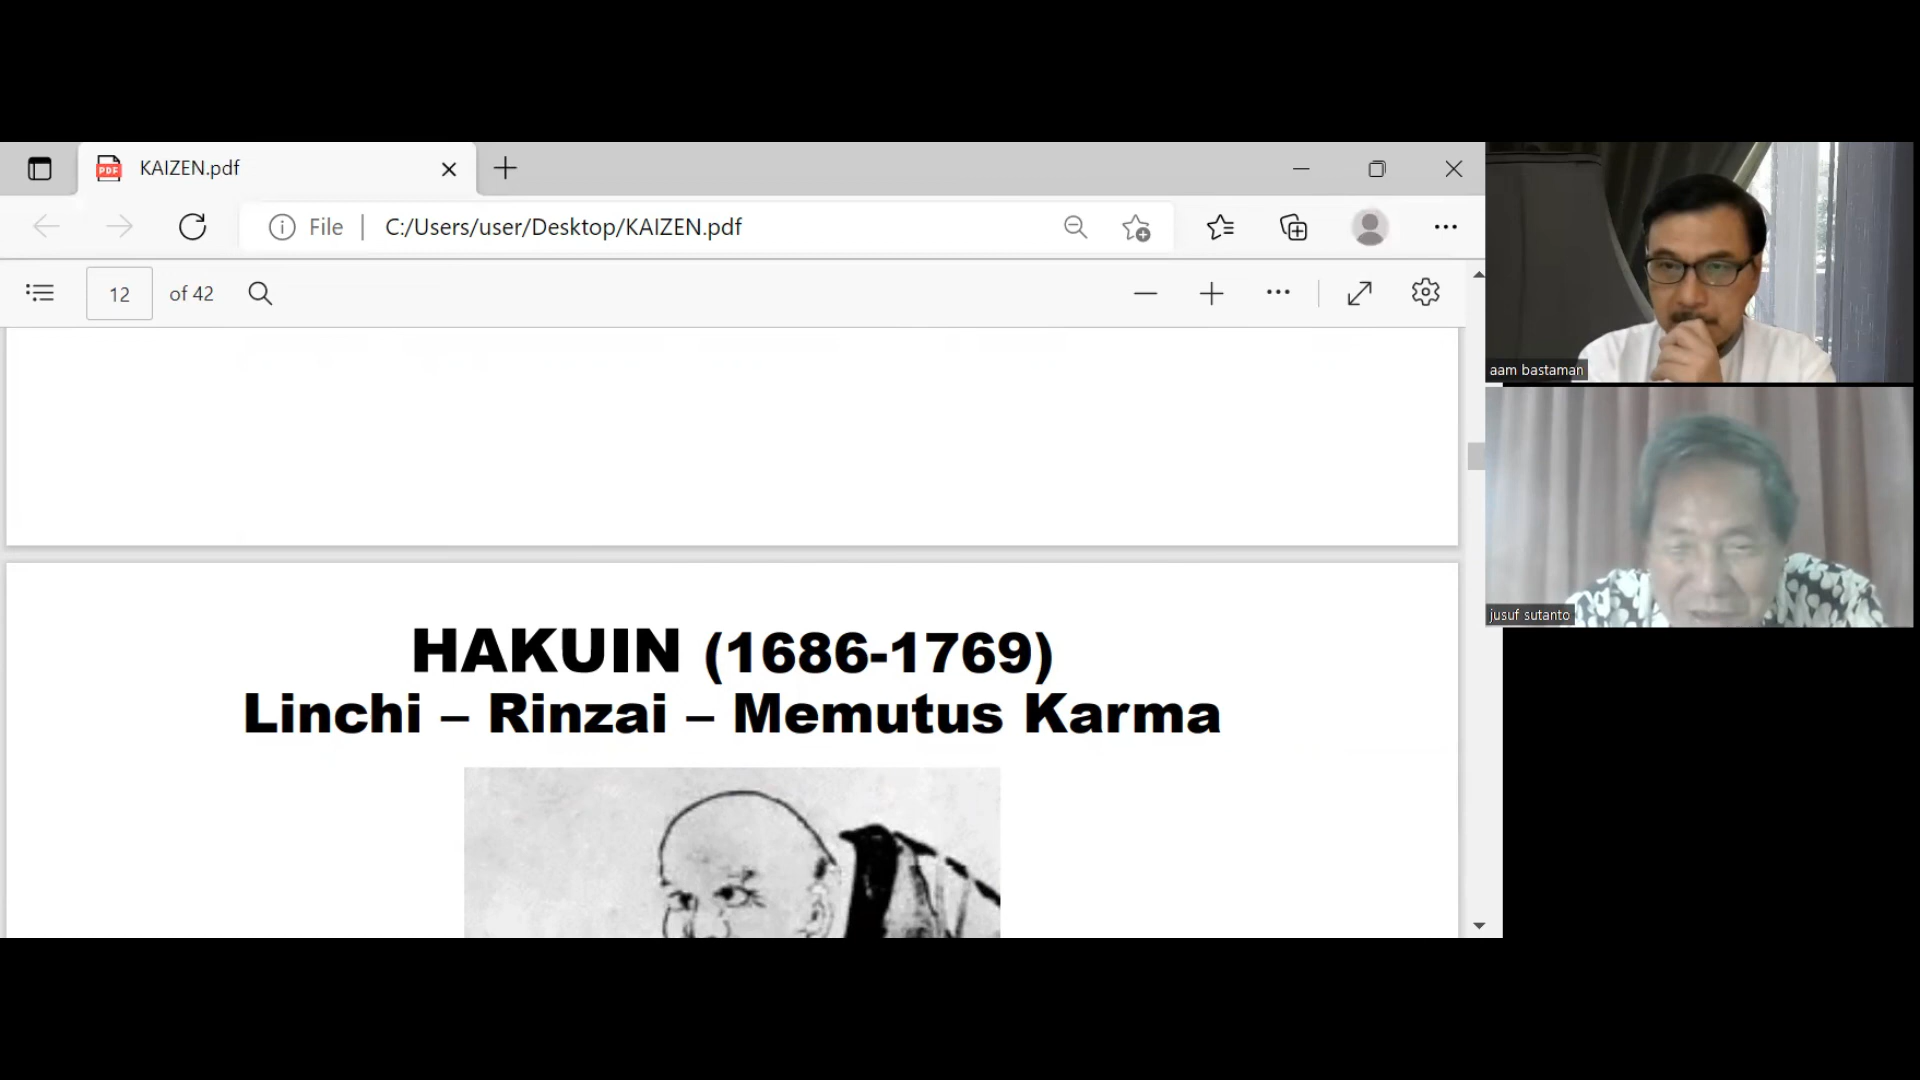 KAIZEN.pdf
File
C:/Users/user/Desktop/KAIZEN.pdf
12 of 42
aam bastaman
jusuf sutanto
HAKUIN (1686-1769)
Linchi – Rinzai – Memutus Karma